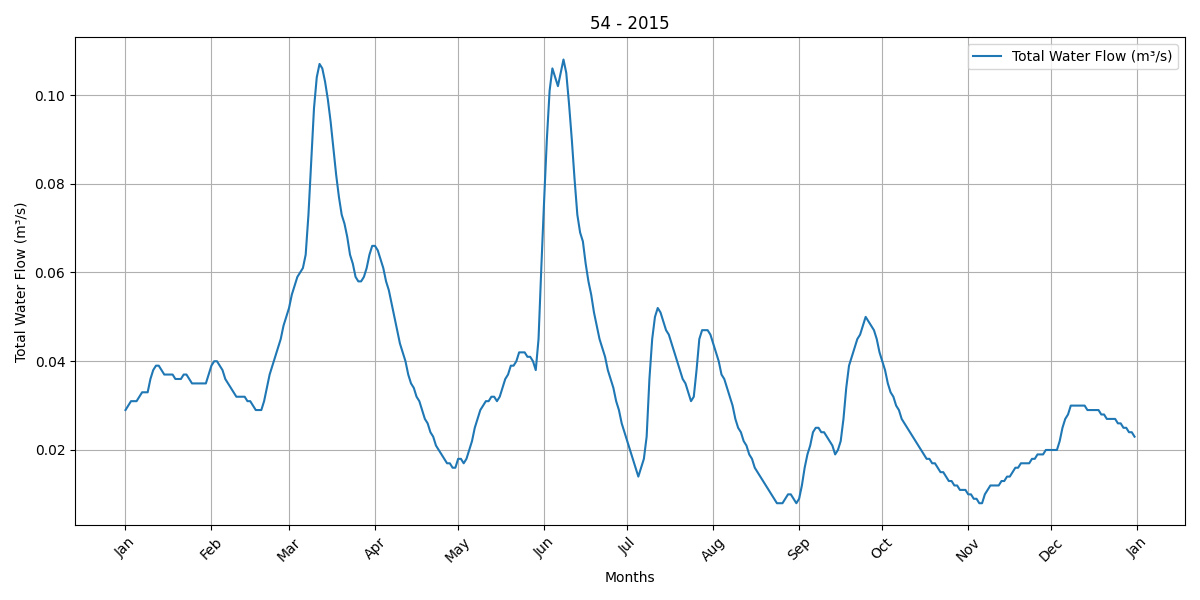 54 - 2015
Total Water Flow (m³/s)
Total Water Flow (m³/s)
0.10
0.08
0.06
0.04
0.02
Jan
Feb
Mar
Apr
May
Jun
Jul
Aug
Sep
Oct
Nov
Dec
Jan
Months